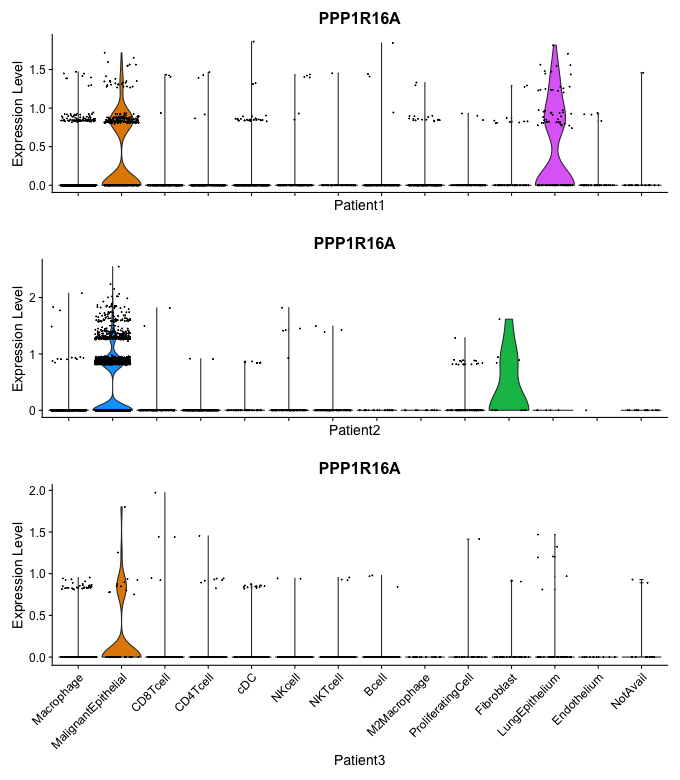 PPP1R16A
Expression Level
1.5
1.0
0.5
0.0
Patient1
PPP1R16A
Expression Level
2
1
0
Patient2
PPP1R16A
Expression Level
2.0
1.5
1.0
0.5
0.0
Macrophage
MalignantEpithelial
CD8Tcell
CD4Tcell
cDC
NKcell
NKTcell
Bcell
M2Macrophage
ProliferatingCell
Fibroblast
LungEpithelium
Endothelium
NotAvail
Patient3